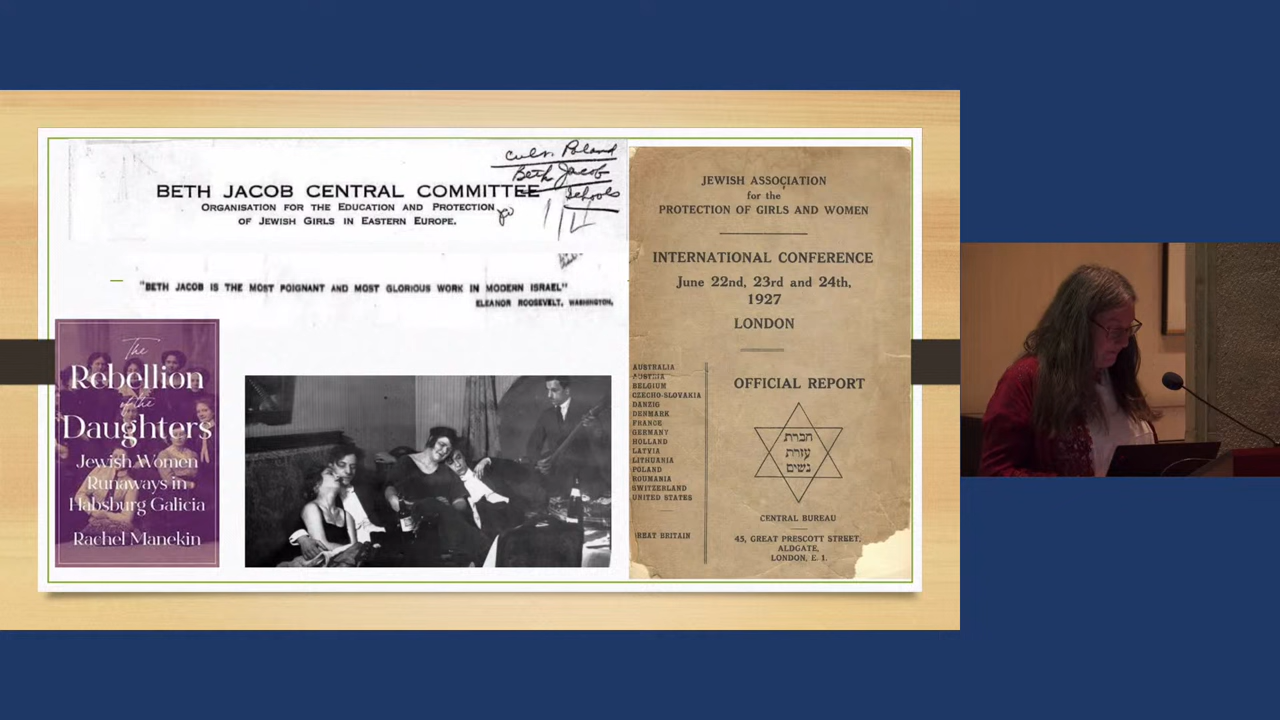 BETH JACOB CENTRAL COMMITTEE
ORGANISATION FOR THE EDUCATION AND PROTECTION
OF JEWISH GIRLS IN EASTERN EUROPE.
Poland
Beth Jacob
Schools
"BETH JACOB IS THE MOST POIGNANT AND MOST GLORIOUS WORK IN MODERN ISRAEL"
ELEANOR ROOSEVELT, WASHINGTON.
The
Rebellion
of the
Daughters
Jewish Women
Runaways in
Habsburg Galicia
Rachel Manekin
JEWISH ASSOCIATION
for the
PROTECTION OF GIRLS AND WOMEN
INTERNATIONAL CONFERENCE
June 22nd, 23rd and 24th,
1927
LONDON
AUSTRALIA
AUSTRIA
BELGIUM
CZECHO-SLOVAKIA
DANZIG
DENMARK
FRANCE
GERMANY
HOLLAND
LATVIA
LITHUANIA
POLAND
ROUMANIA
SWITZERLAND
UNITED STATES
GREAT BRITAIN
OFFICIAL REPORT
חברת
עזרת
נשים
CENTRAL BUREAU
45, GREAT PRESCOTT STREET,
ALDGATE,
LONDON, E. 1.